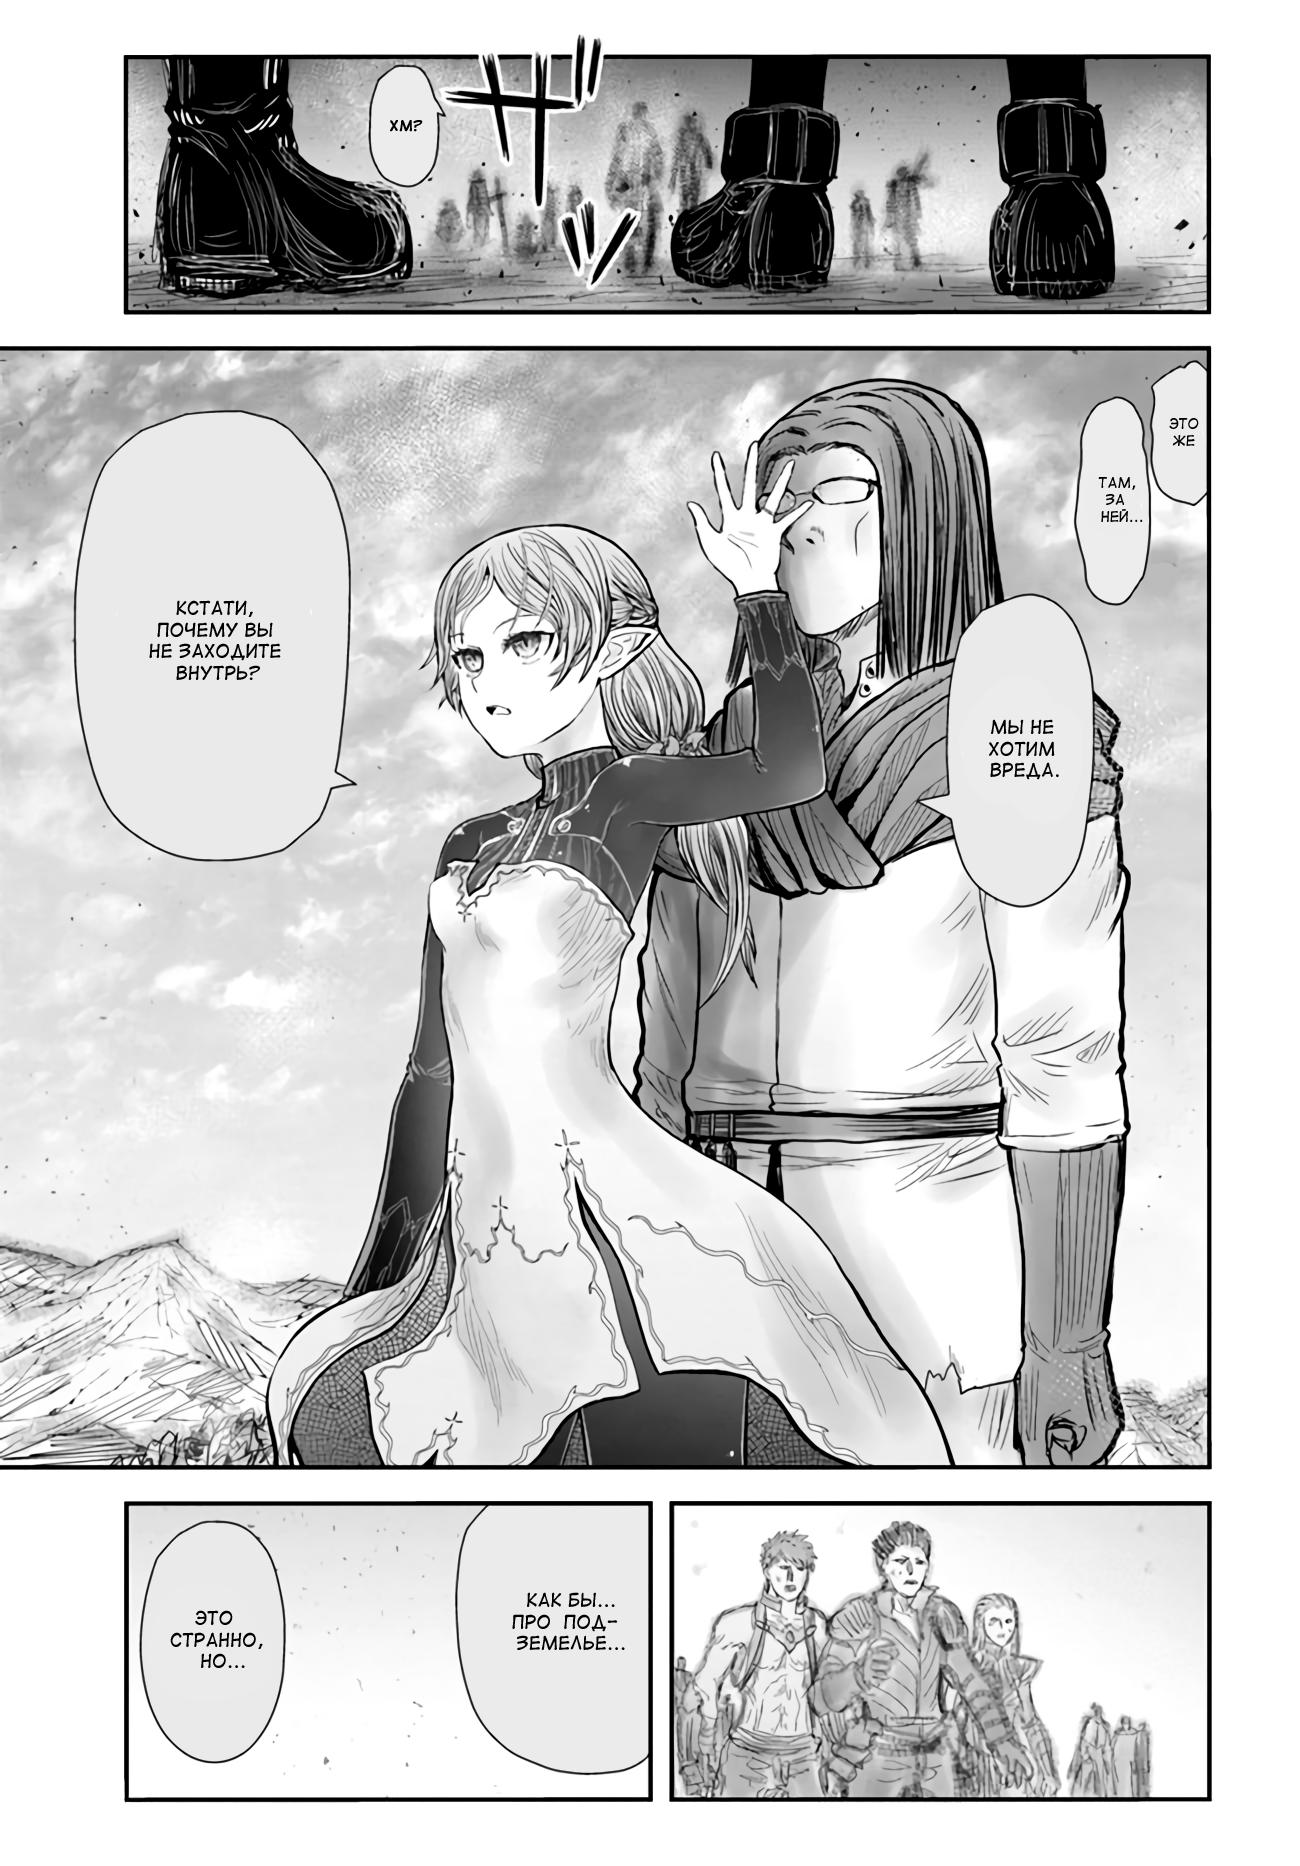 ХМ?
ЭТО
ЖЕ
ТАМ,
ЗА
НЕЙ...
МЫ НЕ
ХОТИМ
ВРЕДА.
КСТАТИ,
ПОЧЕМУ ВЫ
НЕ ЗАХОДИТЕ
ВНУТРЬ?
КАК БЫ...
ПРО ПОД-
ЗЕМЕЛЬЕ...
ЭТО
СТРАННО,
НО...